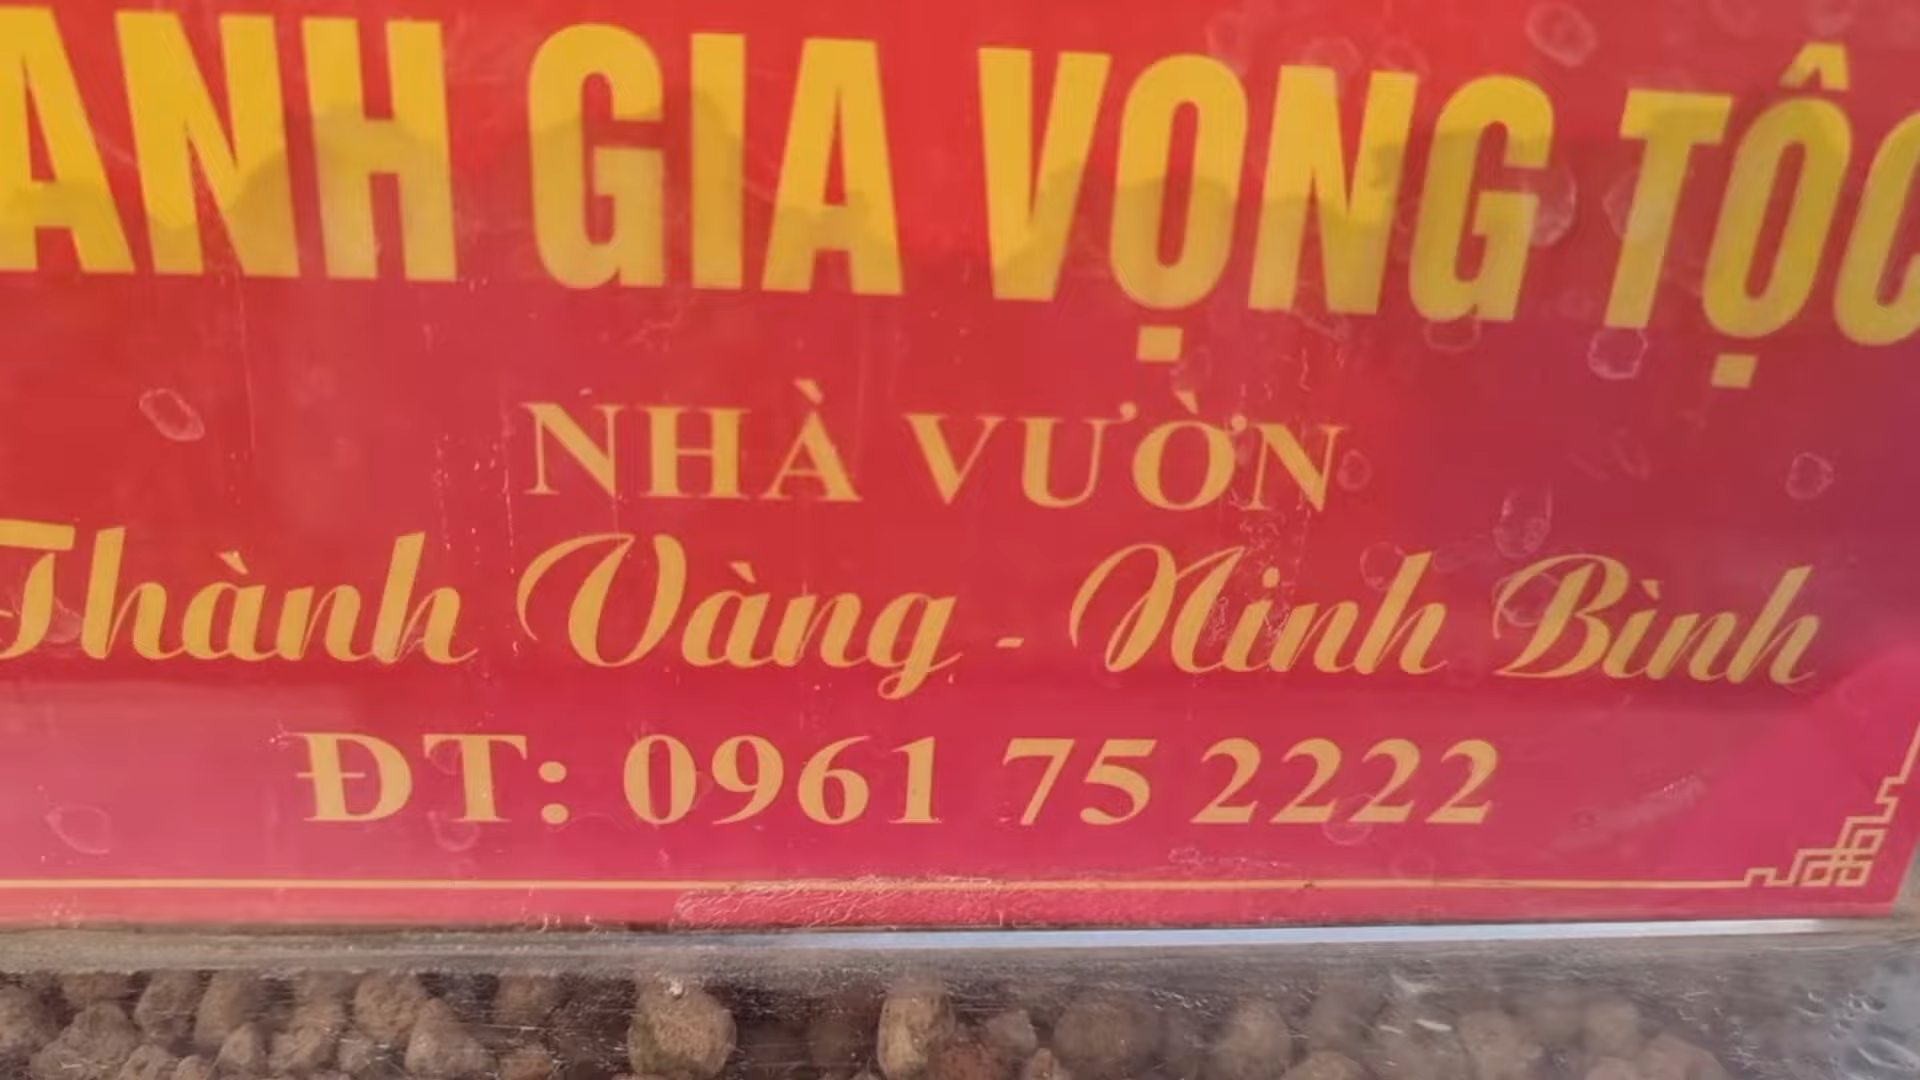 ANH GIA VỌNG TỘC
NHÀ VƯỜN
Thành Vàng - Ninh Bình
ĐT: 0961 75 2222